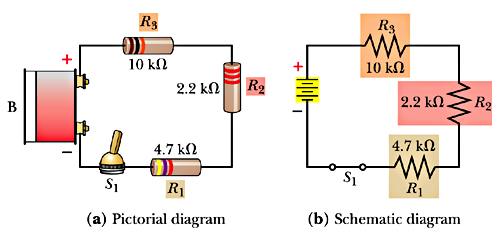 R3
+
10 kΩ
B
2.2 kΩ
R2
4.7 kΩ
−
S1
R1
(a) Pictorial diagram
R3
+
10 kΩ
−
2.2 kΩ
R2
4.7 kΩ
S1
R1
(b) Schematic diagram